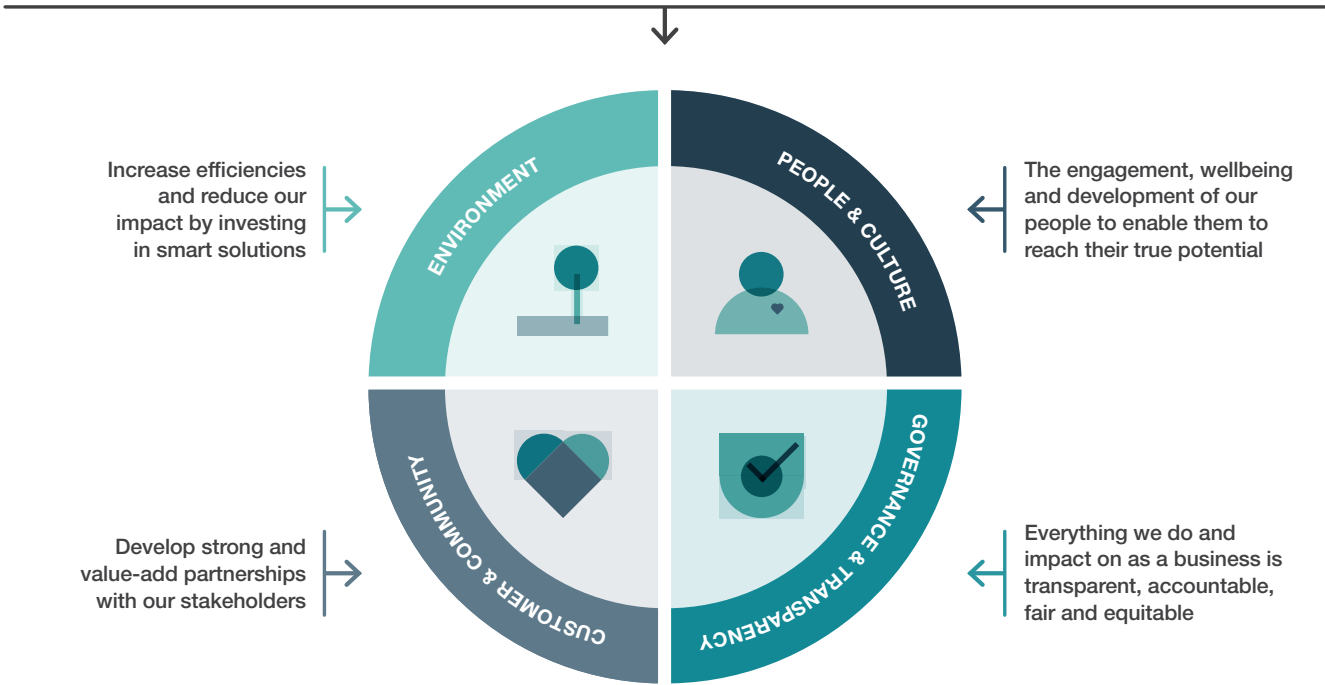 Increase efficiencies
and reduce our
impact by investing
in smart solutions
ENVIRONMENT
PEOPLE & CULTURE
The engagement, wellbeing
and development of our
people to enable them to
reach their true potential
Develop strong and
value-add partnerships
with our stakeholders
CUSTOMER & COMMUNITY
GOVERNANCE & TRANSPARENCY
Everything we do and
impact on as a business is
transparent, accountable,
fair and equitable